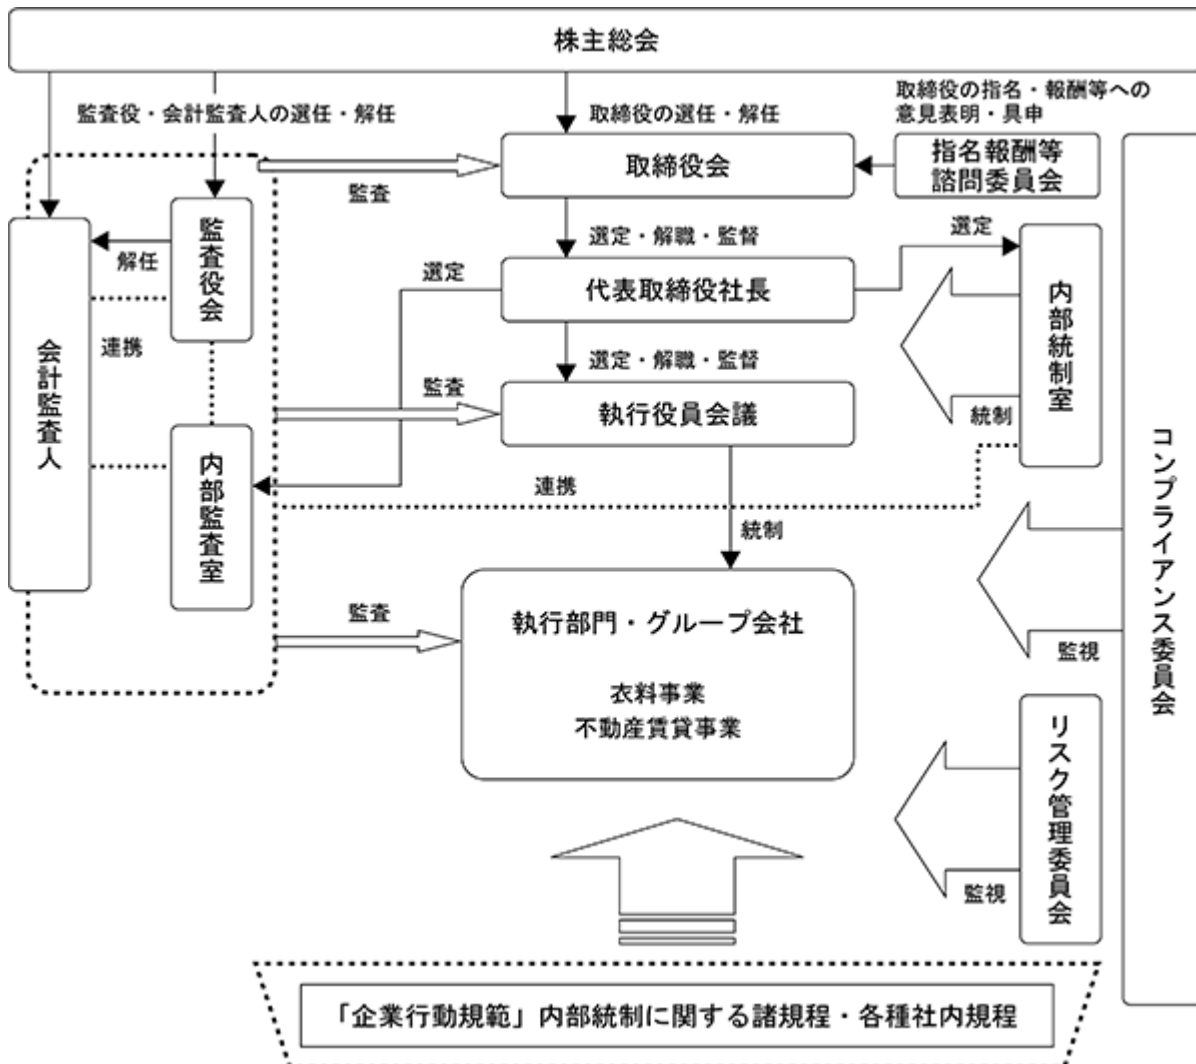 株主総会
監査役・会計監査人の選任・解任
取締役の選任・解任
取締役の指名・報酬等への
意見表明・具申
取締役会
指名報酬等
諮問委員会
監査
監査役会
解任
選定・解職・監督
選定
選定
代表取締役社長
内部統制室
連携
会計監査人
選定・解職・監督
監査
執行役員会議
統制
内部監査室
連携
統制
コンプライアンス委員会
監査
執行部門・グループ会社
衣料事業
不動産賃貸事業
監視
リスク管理委員会
監視
「企業行動規範」内部統制に関する諸規程・各種社内規程